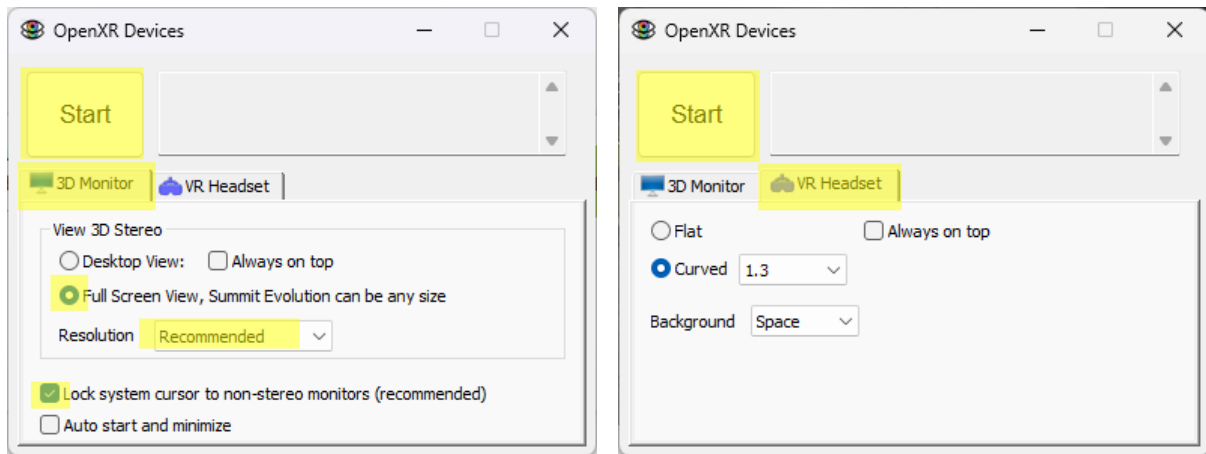 OpenXR Devices
Start
3D Monitor
VR Headset
View 3D Stereo
Desktop View:
Always on top
Full Screen View, Summit Evolution can be any size
Resolution
Recommended
Lock system cursor to non-stereo monitors (recommended)
Auto start and minimize
OpenXR Devices
Start
3D Monitor
VR Headset
Flat
Always on top
Curved
1.3
Background
Space